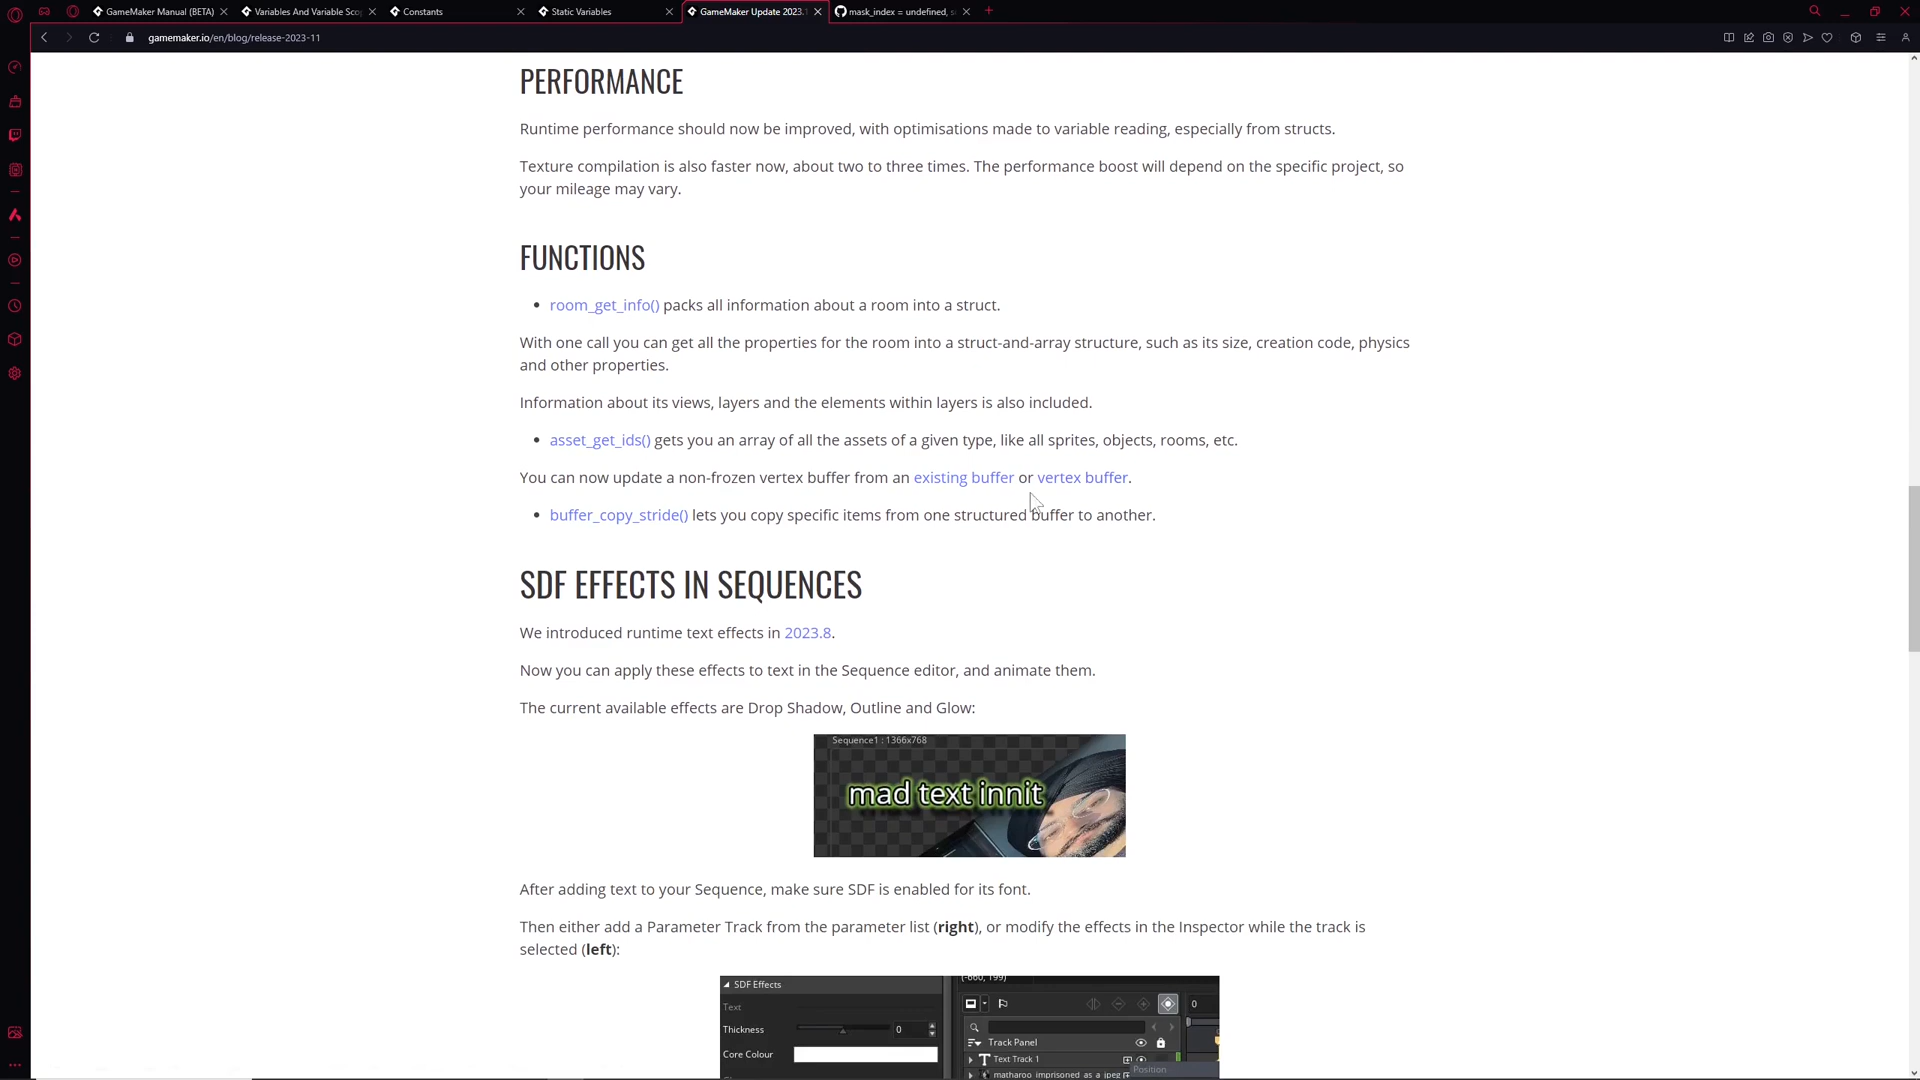 GameMaker Manual (BETA)
Variables And Variable Sco
Constants
Static Variables
GameMaker Update 2023.
mask_index = undefined, s
gamemaker.io/en/blog/release-2023-11
PERFORMANCE
Runtime performance should now be improved, with optimisations made to variable reading, especially from structs.
Texture compilation is also faster now, about two to three times. The performance boost will depend on the specific project, so
your mileage may vary.
FUNCTIONS
• room_get_info() packs all information about a room into a struct.
With one call you can get all the properties for the room into a struct-and-array structure, such as its size, creation code, physics
and other properties.
Information about its views, layers and the elements within layers is also included.
• asset_get_ids() gets you an array of all the assets of a given type, like all sprites, objects, rooms, etc.
You can now update a non-frozen vertex buffer from an existing buffer or vertex buffer.
• buffer_copy_stride() lets you copy specific items from one structured buffer to another.
SDF EFFECTS IN SEQUENCES
We introduced runtime text effects in 2023.8.
Now you can apply these effects to text in the Sequence editor, and animate them.
The current available effects are Drop Shadow, Outline and Glow:
Sequence1 : 1366x768
mad text innit
After adding text to your Sequence, make sure SDF is enabled for its font.
Then either add a Parameter Track from the parameter list (right), or modify the effects in the Inspector while the track is
selected (left):
SDF Effects
Text
Thickness 0
Core Colour
(-660, 199)
0
Track Panel
Text Track 1
matharoo_imprisoned_as_a_jpeg
Position